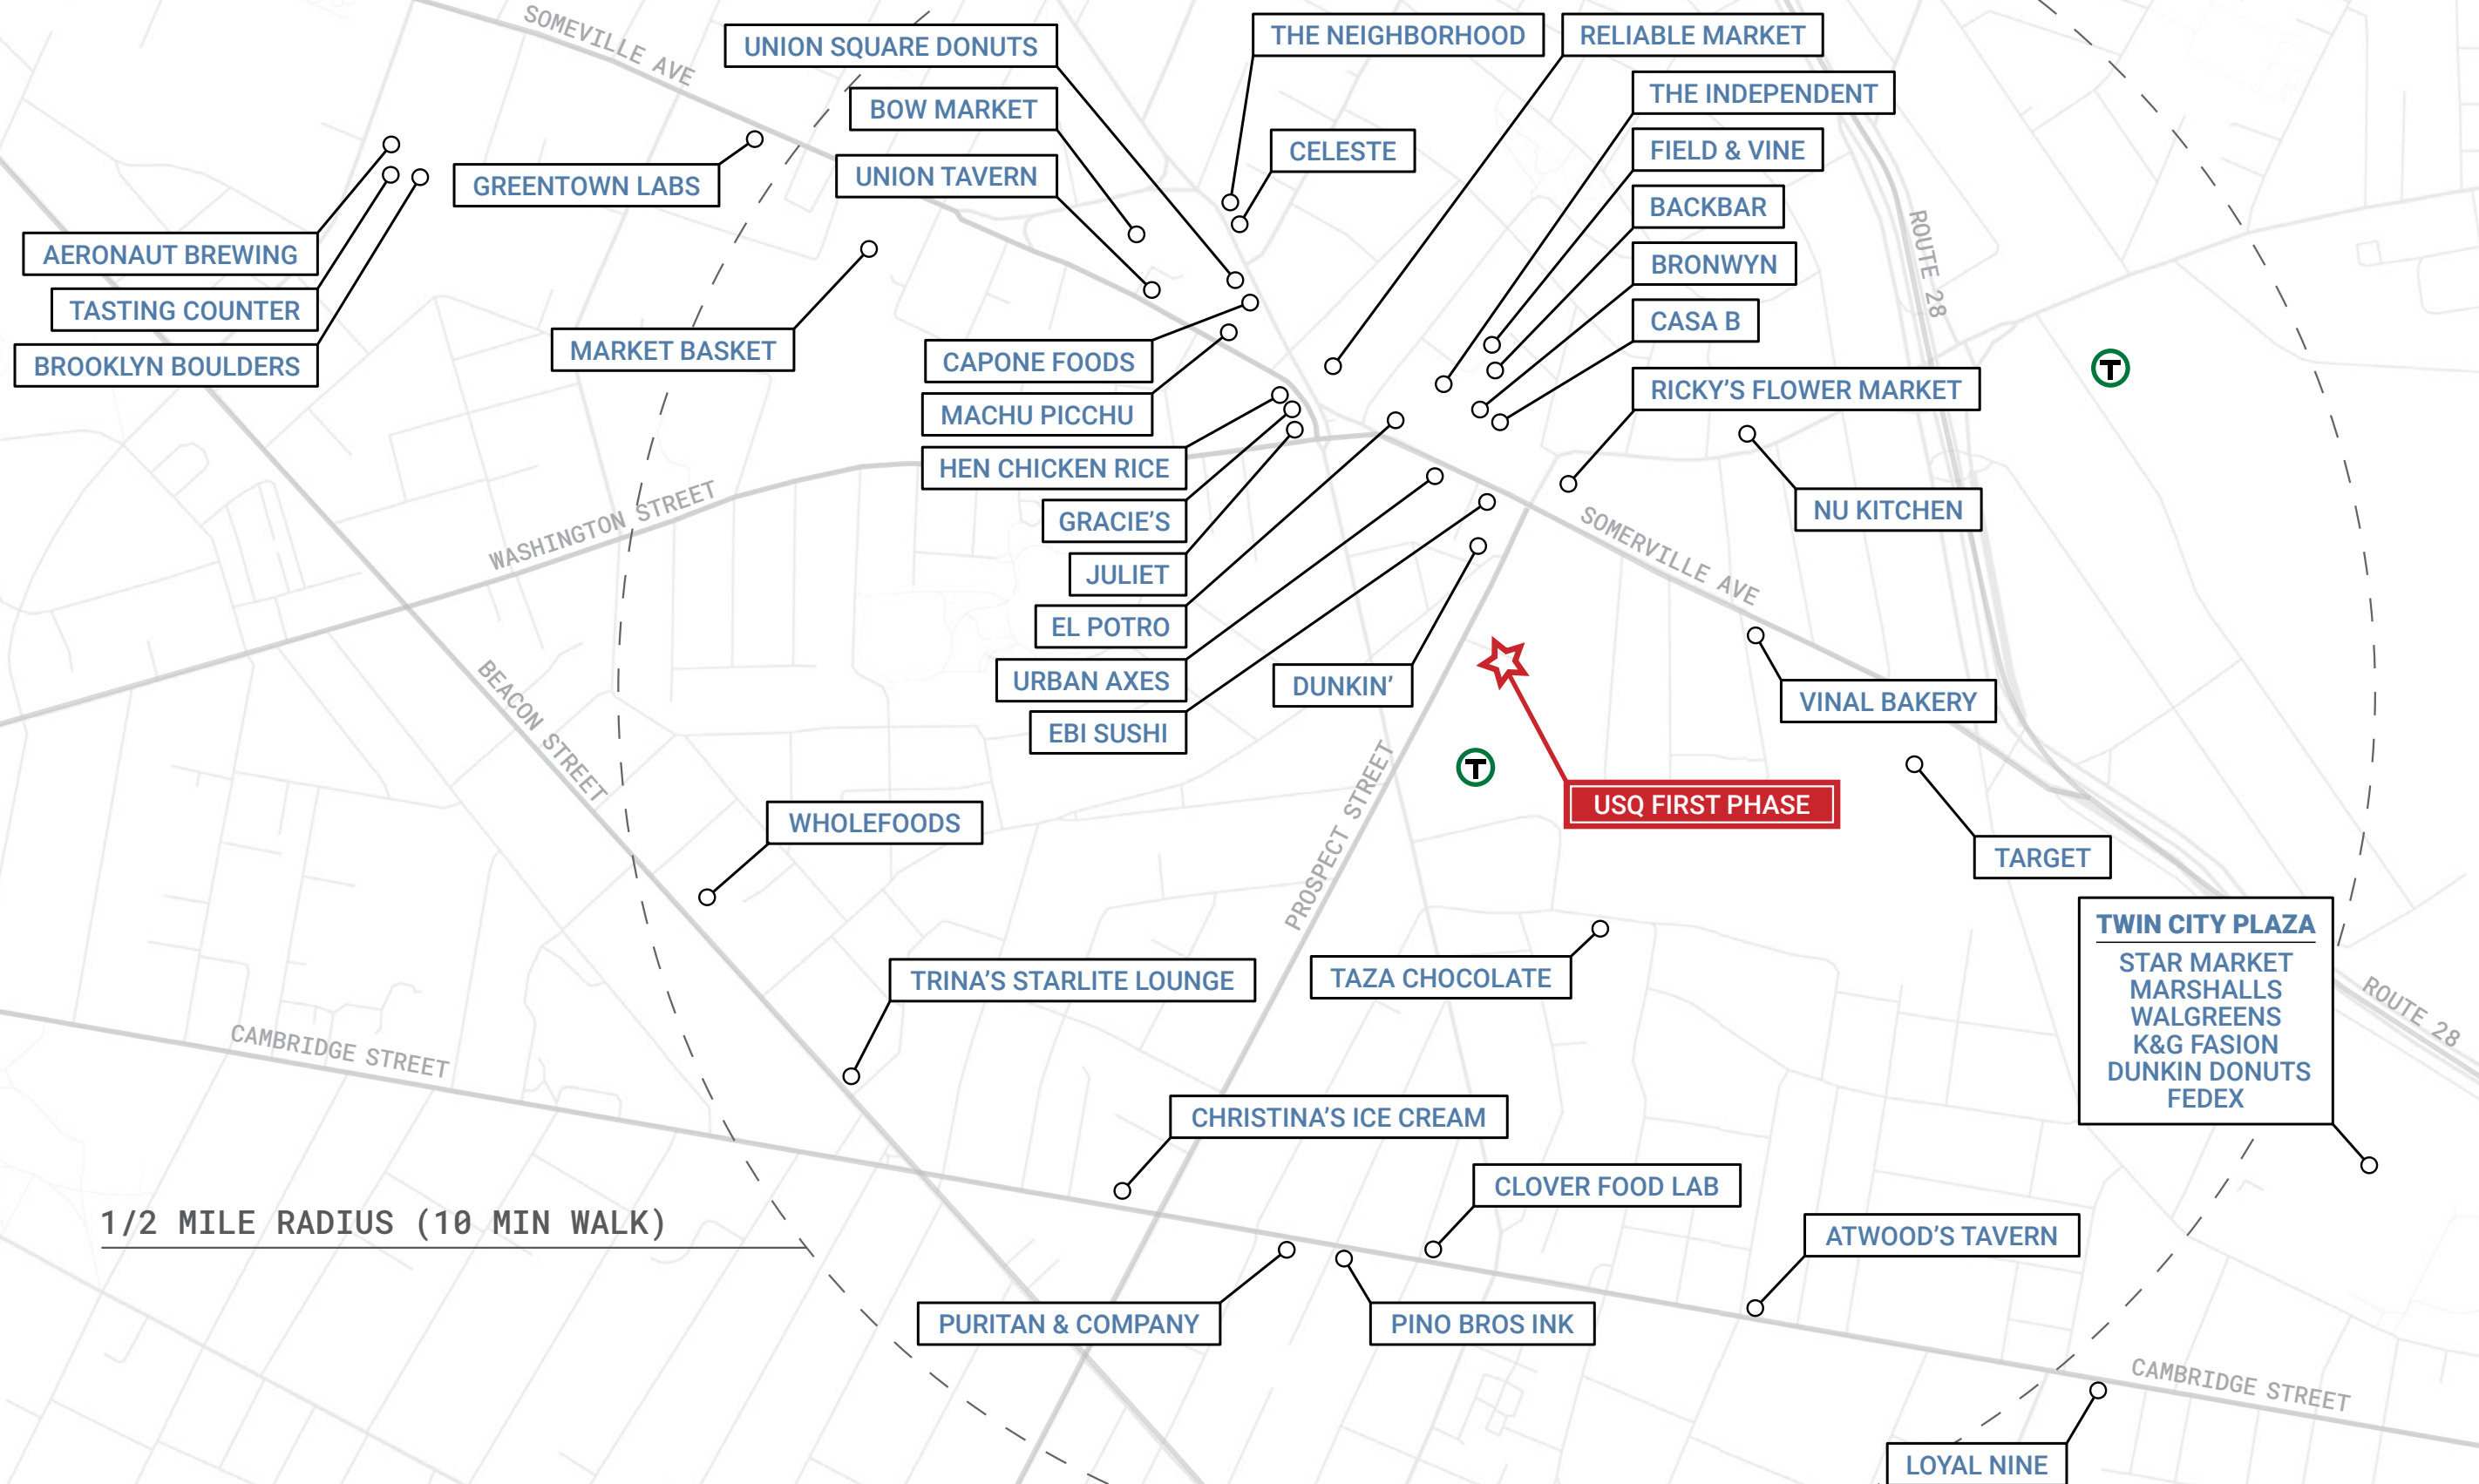 SOMEVILLE AVE
UNION SQUARE DONUTS
THE NEIGHBORHOOD
RELIABLE MARKET
THE INDEPENDENT
BOW MARKET
CELESTE
FIELD & VINE
UNION TAVERN
GREENTOWN LABS
BACKBAR
ROUTE 28
AERONAUT BREWING
BRONWYN
TASTING COUNTER
CASA B
BROOKLYN BOULDERS
MARKET BASKET
CAPONE FOODS
T
RICKY’S FLOWER MARKET
MACHU PICCHU
HEN CHICKEN RICE
NU KITCHEN
WASHINGTON STREET
GRACIE’S
SOMERVILLE AVE
JULIET
EL POTRO
URBAN AXES
DUNKIN’
VINAL BAKERY
EBI SUSHI
BEACON STREET
T
USQ FIRST PHASE
PROSPECT STREET
WHOLEFOODS
TARGET
TWIN CITY PLAZA
STAR MARKET
MARSHALLS
WALGREENS
K&G FASION
DUNKIN DONUTS
FEDEX
TRINA’S STARLITE LOUNGE
TAZA CHOCOLATE
ROUTE 28
CAMBRIDGE STREET
CHRISTINA’S ICE CREAM
CLOVER FOOD LAB
1/2 MILE RADIUS (10 MIN WALK)
ATWOOD’S TAVERN
PURITAN & COMPANY
PINO BROS INK
CAMBRIDGE STREET
LOYAL NINE